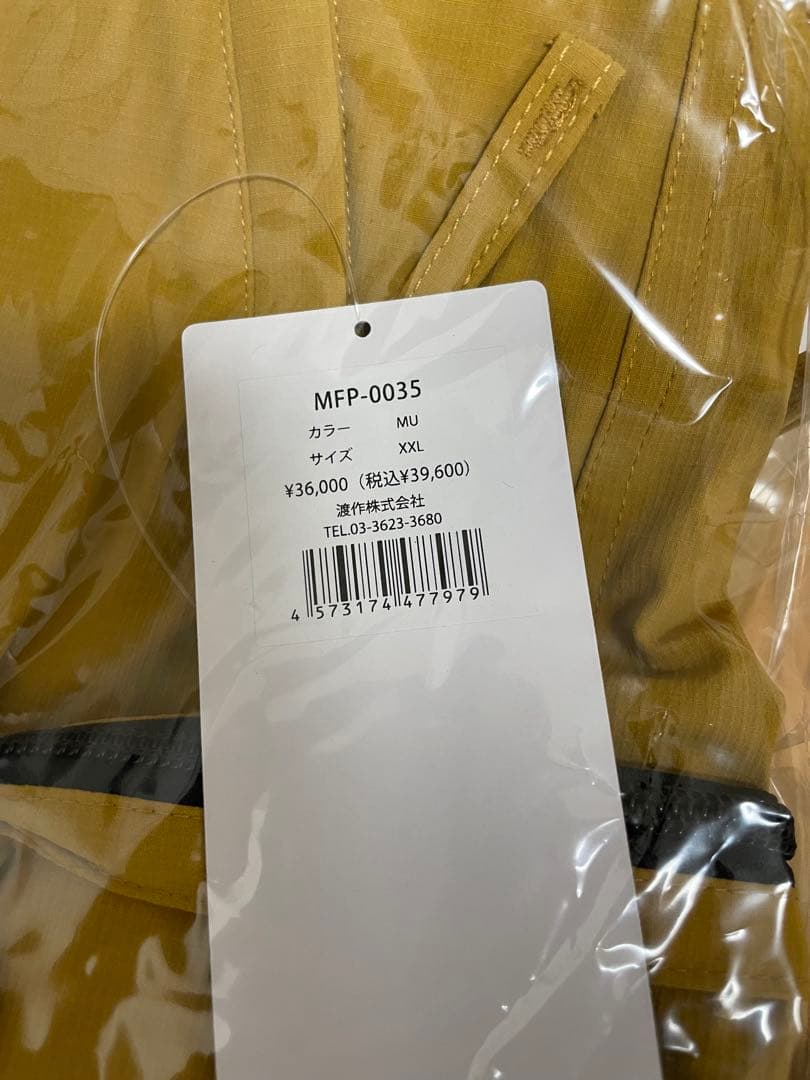 MFP-0035
カラー MU
サイズ XXL
¥36,000（税込¥39,600）
渡作株式会社
TEL.03-3623-3680
4 573174 477979